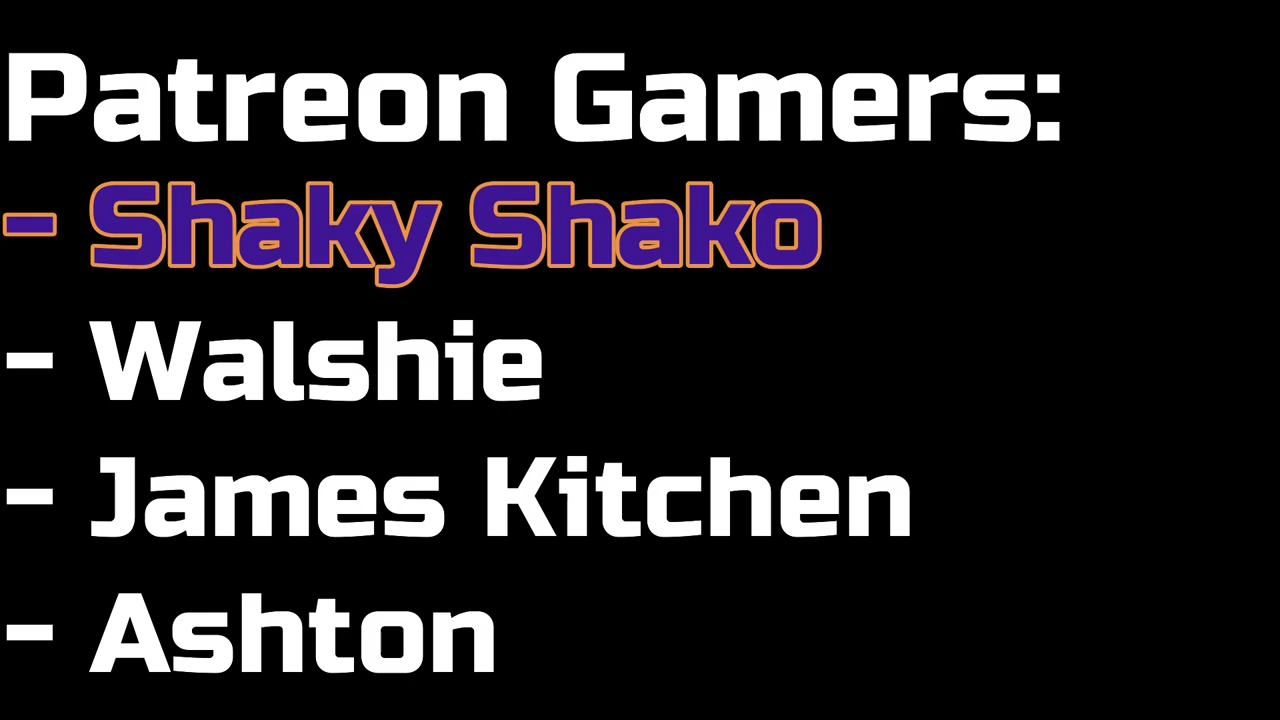 Patreon Gamers:
- Shaky Shako
- Walshie
- James Kitchen
- Ashton